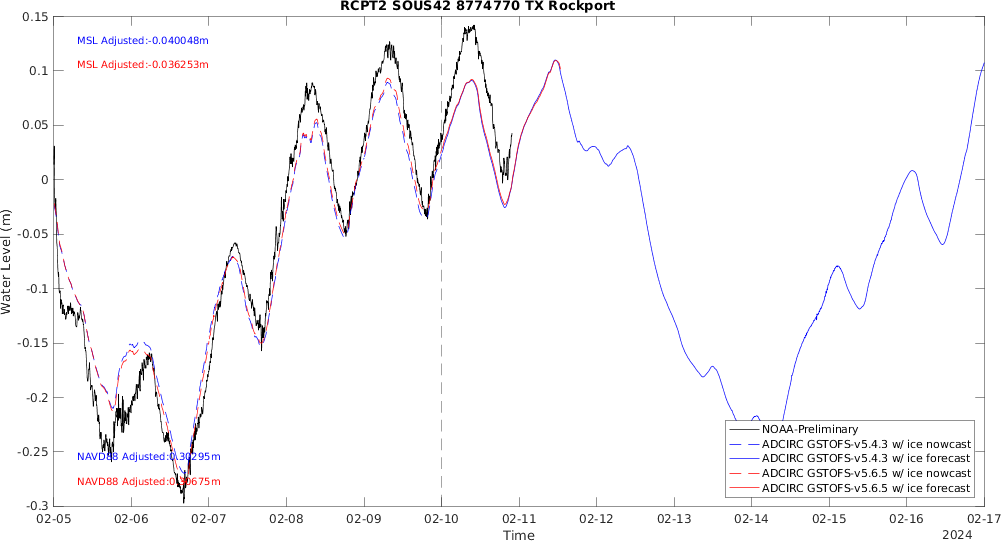 RCPT2 SOUS42 8774770 TX Rockport
0.15
MSL Adjusted:-0.040048m
MSL Adjusted:-0.036253m
0.1
0.05
0
-0.05
-0.1
-0.15
-0.2
-0.25
-0.3
Water Level (m)
NAVD88 Adjusted:0.30295m
NAVD88 Adjusted:0.30675m
NOAA-Preliminary
ADCIRC GSTOFS-v5.4.3 w/ ice nowcast
ADCIRC GSTOFS-v5.4.3 w/ ice forecast
ADCIRC GSTOFS-v5.6.5 w/ ice nowcast
ADCIRC GSTOFS-v5.6.5 w/ ice forecast
02-05 02-06 02-07 02-08 02-09 02-10 02-11 02-12 02-13 02-14 02-15 02-16 02-17
Time
2024